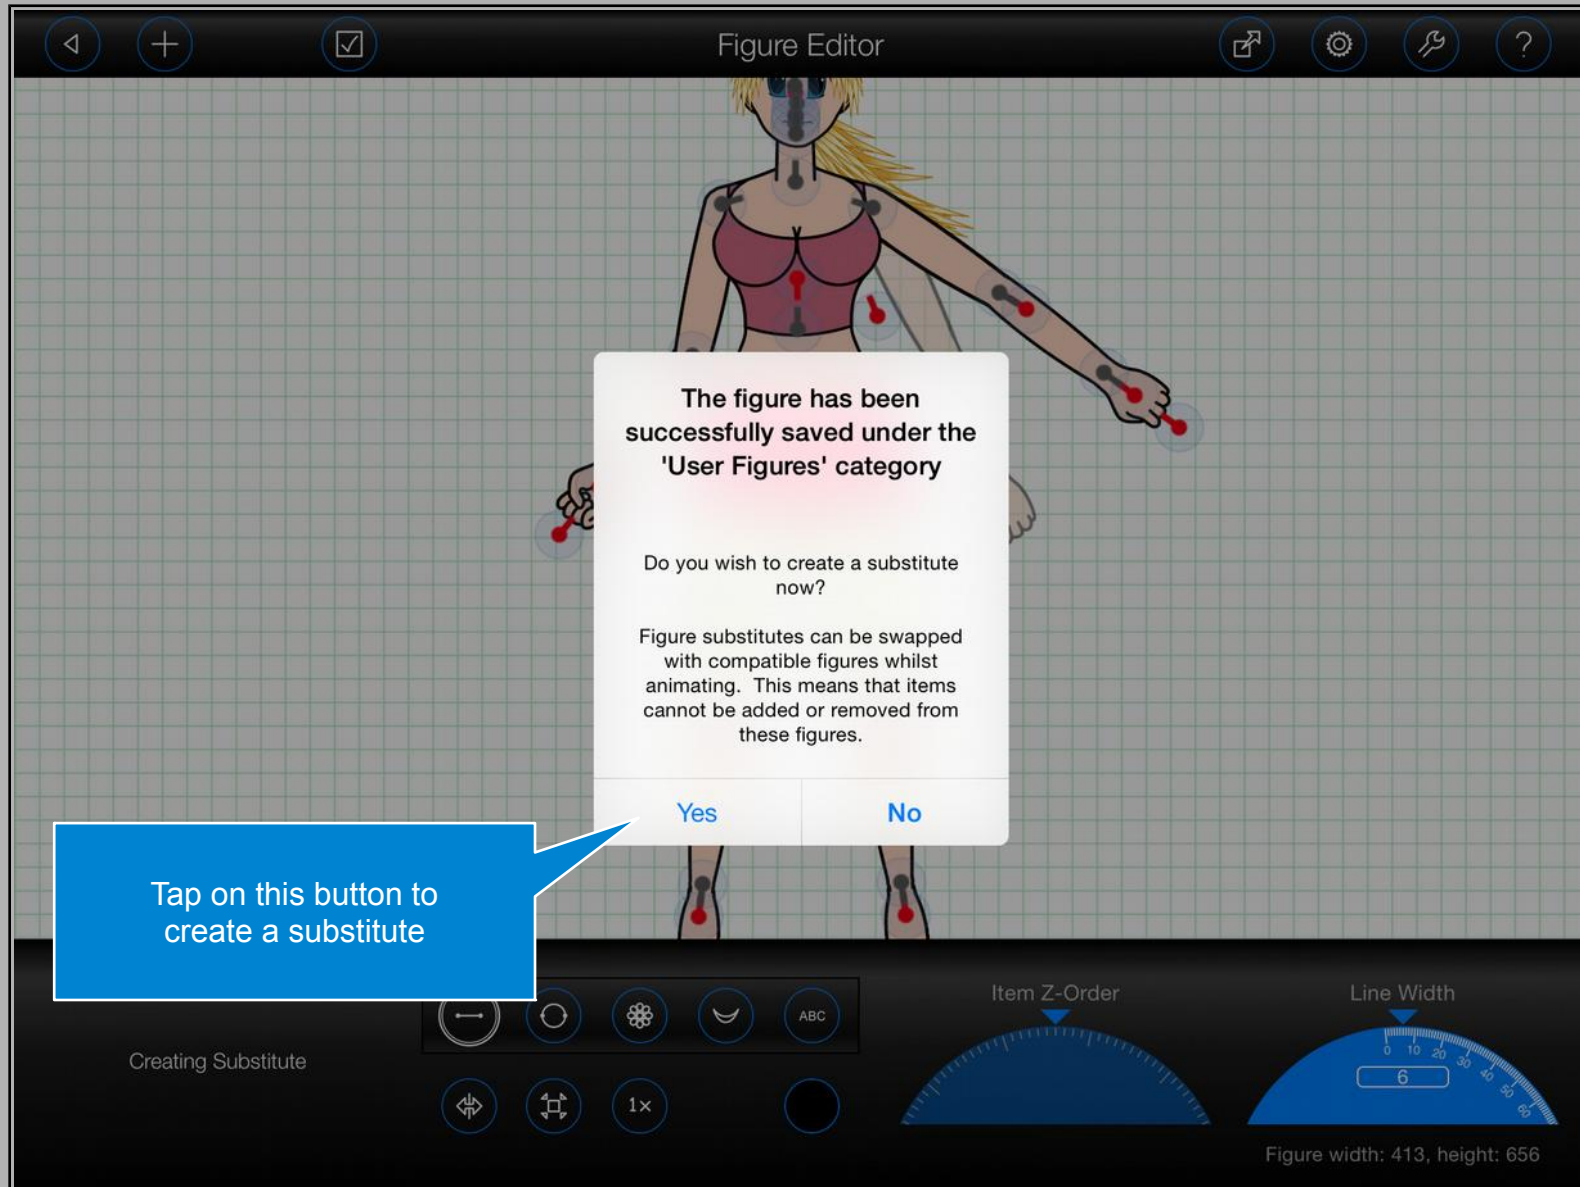 Figure Editor
?
The figure has been
successfully saved under the
'User Figures' category
Do you wish to create a substitute
now?
Figure substitutes can be swapped
with compatible figures whilst
animating.  This means that items
cannot be added or removed from
these figures.
Yes
No
Tap on this button to
create a substitute
Creating Substitute
ABC
1×
Item Z-Order
Line Width
0 10 20 30 40 50 60
6
Figure width: 413, height: 656